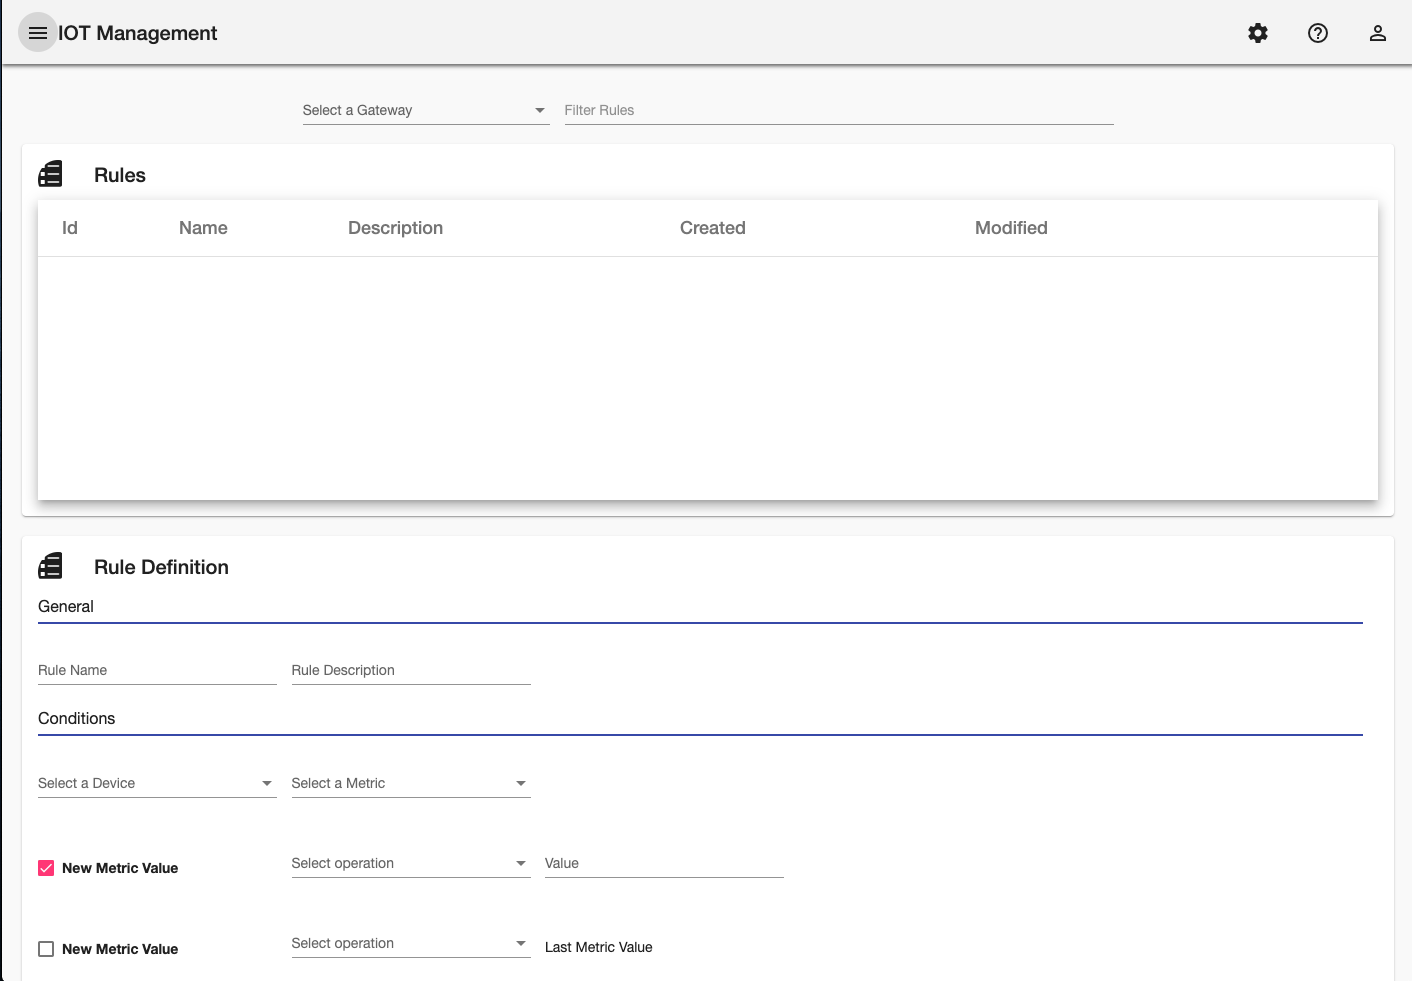 IOT Management
Select a Gateway Filter Rules
Rules
Id Name Description Created Modified
Rule Definition
General
Rule Name Rule Description
Conditions
Select a Device Select a Metric
New Metric Value Select operation Value
New Metric Value Select operation Last Metric Value